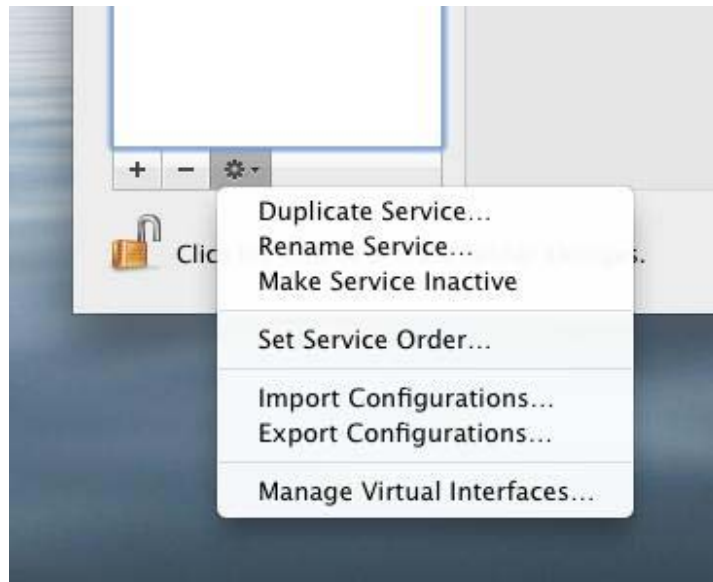 + −
Duplicate Service...
Rename Service...
Clic
s.
Make Service Inactive
Set Service Order...
Import Configurations...
Export Configurations...
Manage Virtual Interfaces...